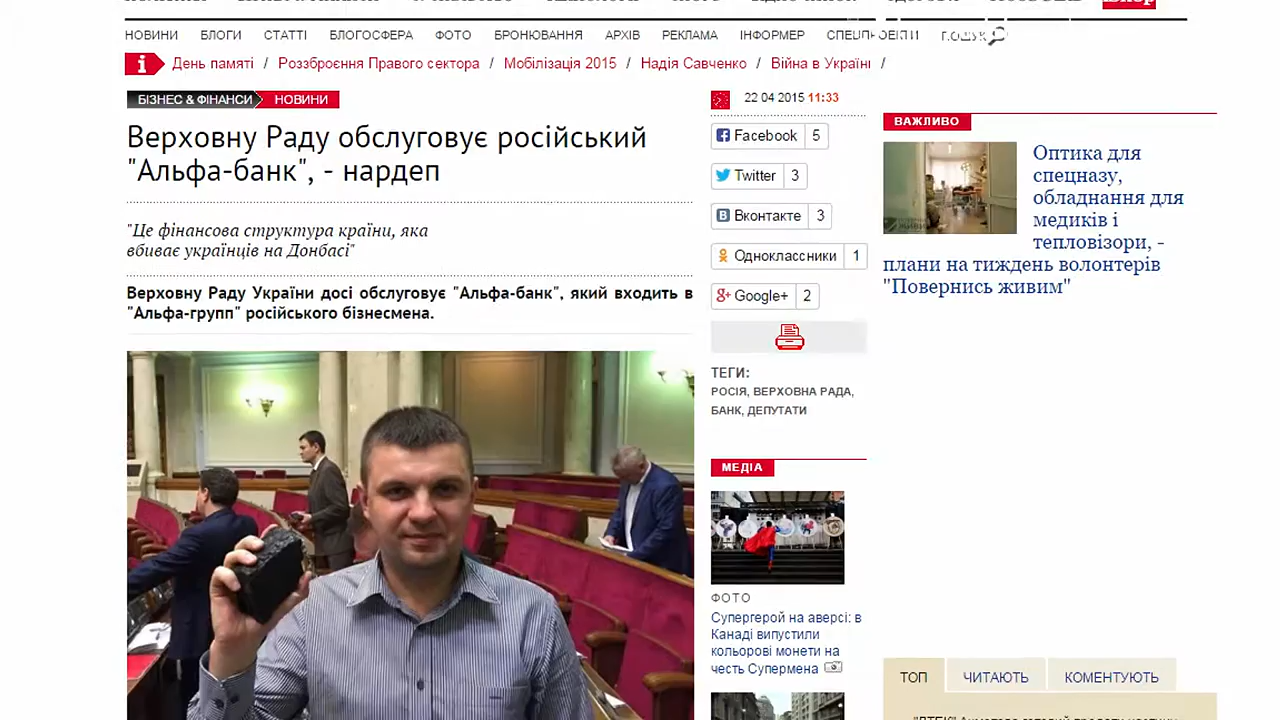 НОВИНИ БЛОГИ СТАТТІ БЛОГОСФЕРА ФОТО БРОНЮВАННЯ АРХІВ РЕКЛАМА ІНФОРМЕР
День памяті / Роззброєння Правого сектора / Мобілізація 2015 / Надія Савченко / Війна в Україні /
БІЗНЕС & ФІНАНСИ НОВИНИ
Верховну Раду обслуговує російський
"Альфа-банк", - нардеп
"Це фінансова структура країни, яка
вбиває українців на Донбасі"
Верховну Раду України досі обслуговує "Альфа-банк", який входить в
"Альфа-групп" російського бізнесмена.
22 04 2015 11:33
Facebook 5
Twitter 3
Вконтакте 3
Одноклассники 1
Google+ 2
ТЕГИ:
РОСІЯ, ВЕРХОВНА РАДА,
БАНК, ДЕПУТАТИ
МЕДІА
ФОТО
Супергерой на аверсі: в
Канаді випустили
кольорові монети на
честь Супермена
ВАЖЛИВО
Оптика для
спецназу,
обладнання для
медиків і
тепловізори, -
плани на тиждень волонтерів
"Повернись живим"
ТОП ЧИТАЮТЬ КОМЕНТУЮТЬ